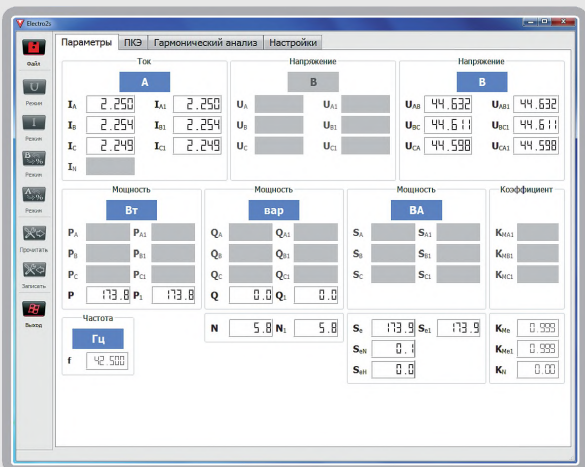 Electro2s
Параметры ПКЭ Гармонический анализ Настройки
Файл
U
Режим
I
Режим
B %
Режим
A %
Режим
Прочитать
Записать
Выход
Ток
А
IA 2.250 IA1 2.250
IB 2.254 IB1 2.254
IC 2.249 IC1 2.249
IN
Напряжение
В
UA UA1
UB UB1
UC UC1
Напряжение
В
UAB 44.632 UAB1 44.632
UBC 44.611 UBC1 44.611
UCA 44.598 UCA1 44.598
Мощность
Вт
PA PA1
PB PB1
PC PC1
P 173.8 P1 173.8
Мощность
вар
QA QA1
QB QB1
QC QC1
Q 0.0 Q1 0.0
Мощность
ВА
SA SA1
SB SB1
SC SC1
Коэффициент
KMA1
KMB1
KMC1
Частота
Гц
f 42.500
N 5.8 N1 5.8
Se 173.9 Se1 173.9
SeN 0.1
SeH 0.0
KMe 0.999
KMe1 0.999
KN 0.00